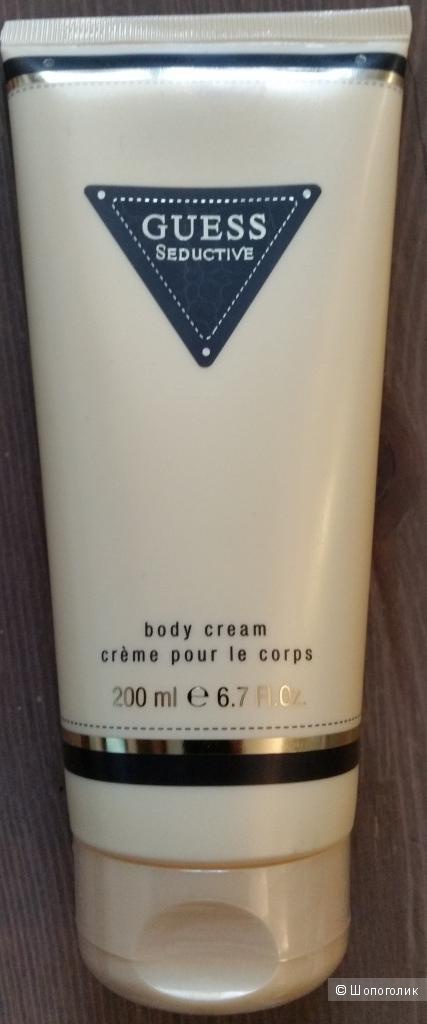 GUESS
SEDUCTIVE
body cream
crème pour le corps
200 ml ℮ 6.7 Fl.Oz.
© Шопоголик